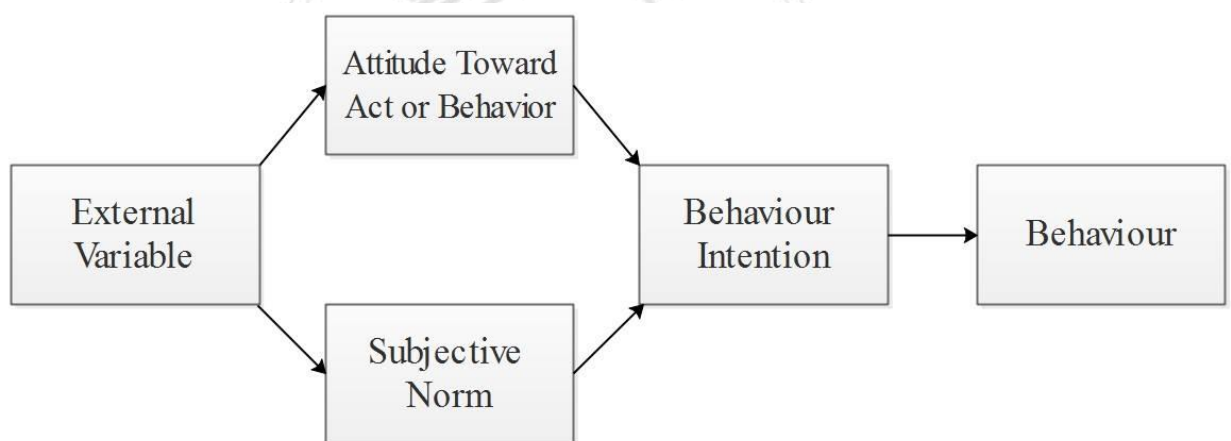 Attitude Toward
Act or Behavior
External
Variable
Behaviour
Intention
Behaviour
Subjective
Norm